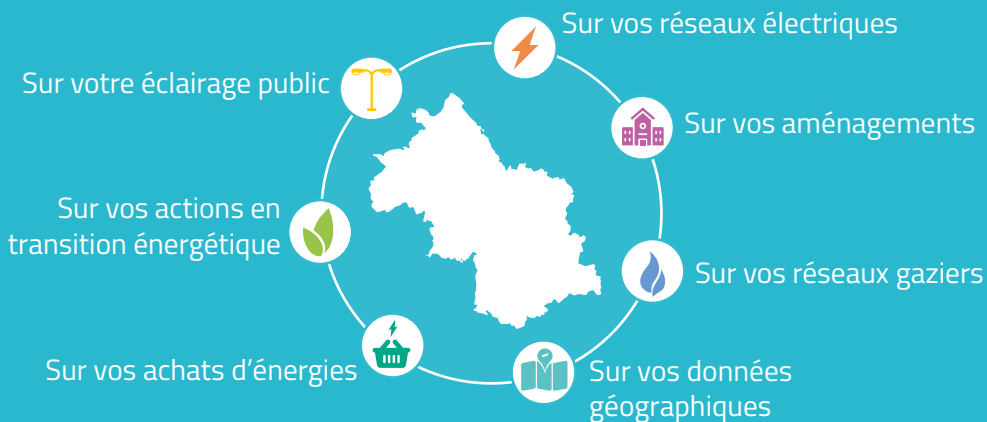 Sur vos réseaux électriques
Sur votre éclairage public
Sur vos aménagements
Sur vos actions en
transition énergétique
Sur vos réseaux gaziers
Sur vos achats d’énergies
Sur vos données
géographiques